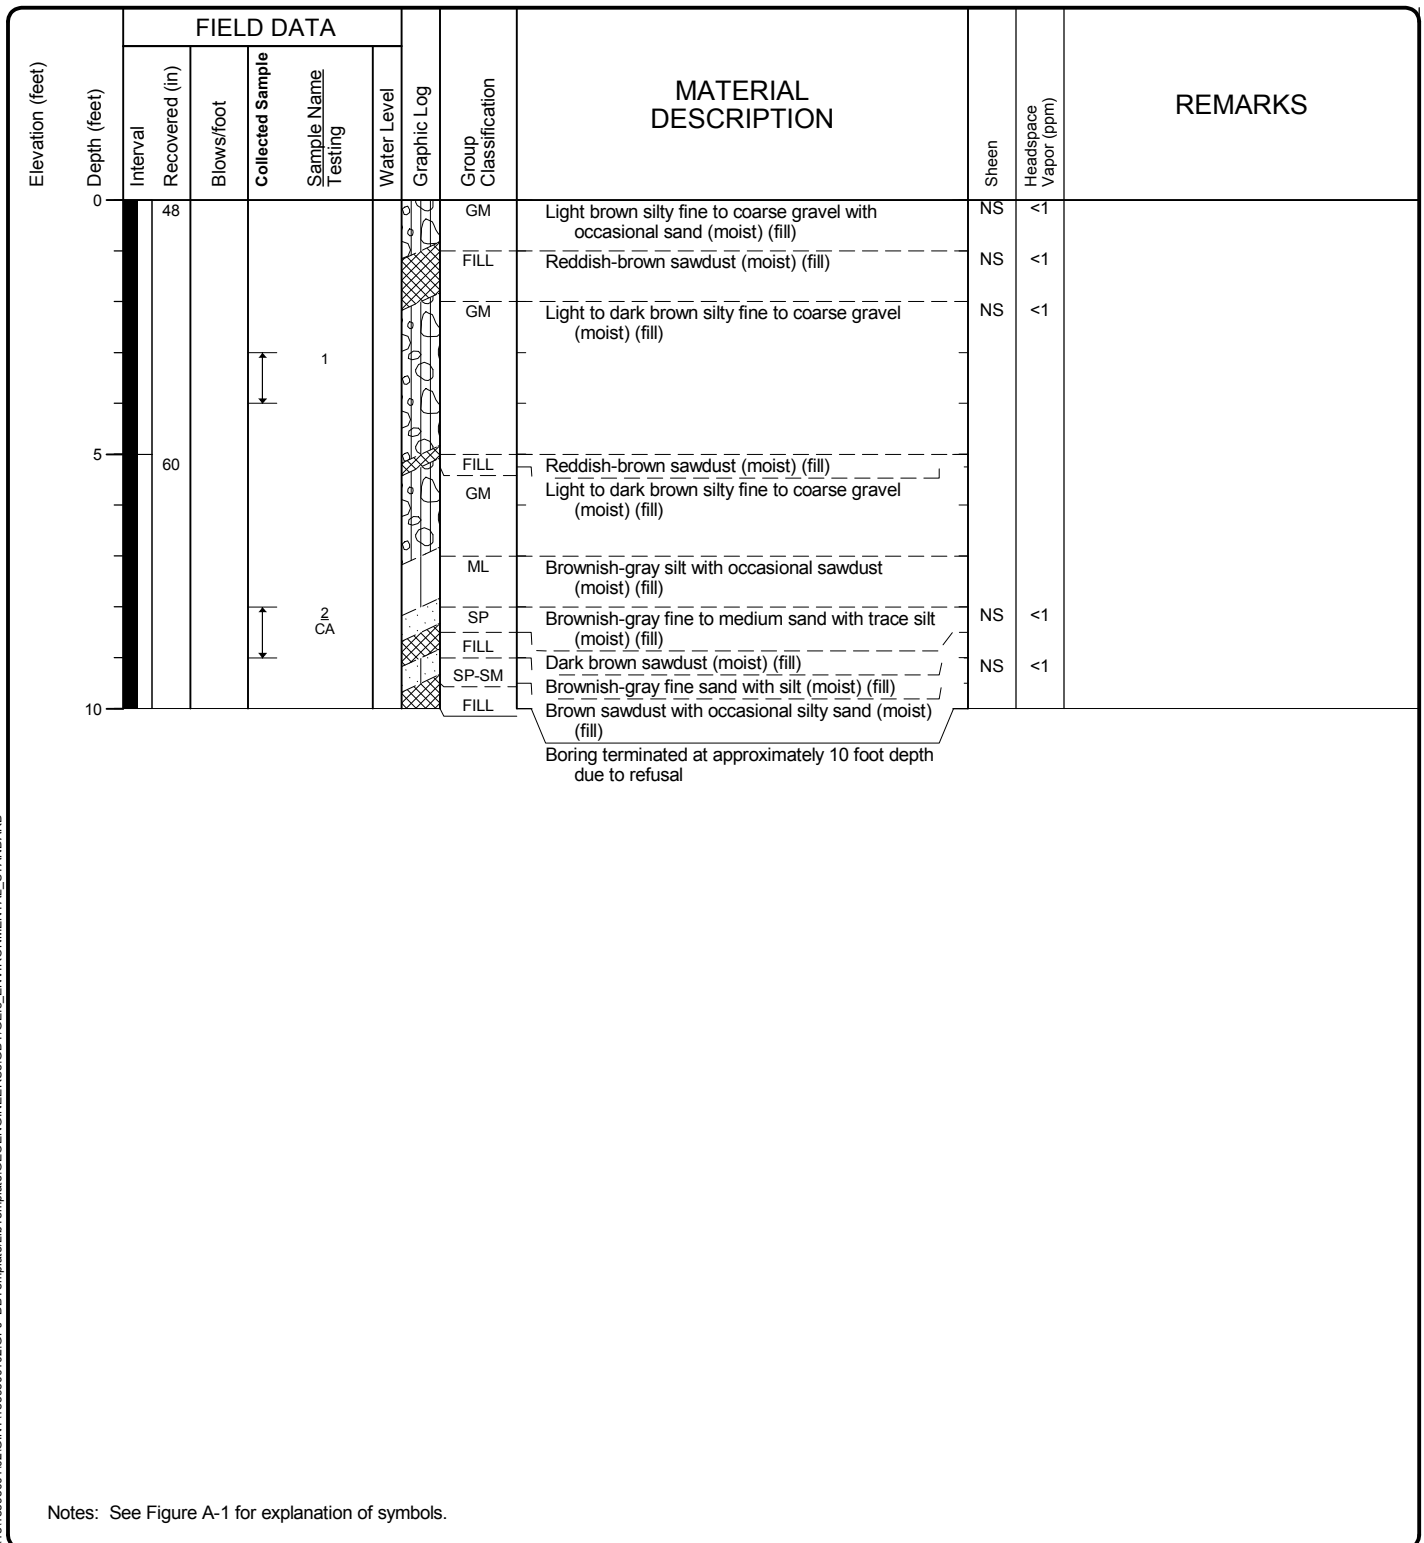 FIELD DATA
Elevation (feet)
Depth (feet)
Interval
Recovered (in)
Blows/foot
Collected Sample
Sample Name
Testing
Water Level
Graphic Log
Group
Classification
MATERIAL
DESCRIPTION
Sheen
Headspace
Vapor (ppm)
REMARKS
0
48
GM
Light brown silty fine to coarse gravel with
occasional sand (moist) (fill)
NS
<1
FILL
Reddish-brown sawdust (moist) (fill)
NS
<1
GM
Light to dark brown silty fine to coarse gravel
(moist) (fill)
NS
<1
1
5
60
FILL
Reddish-brown sawdust (moist) (fill)
GM
Light to dark brown silty fine to coarse gravel
(moist) (fill)
ML
Brownish-gray silt with occasional sawdust
(moist) (fill)
2
CA
SP
Brownish-gray fine to medium sand with trace silt
(moist) (fill)
NS
<1
FILL
Dark brown sawdust (moist) (fill)
NS
<1
SP-SM
Brownish-gray fine sand with silt (moist) (fill)
10
FILL
Brown sawdust with occasional silty sand (moist)
(fill)
Boring terminated at approximately 10 foot depth
due to refusal
Notes: See Figure A-1 for explanation of symbols.